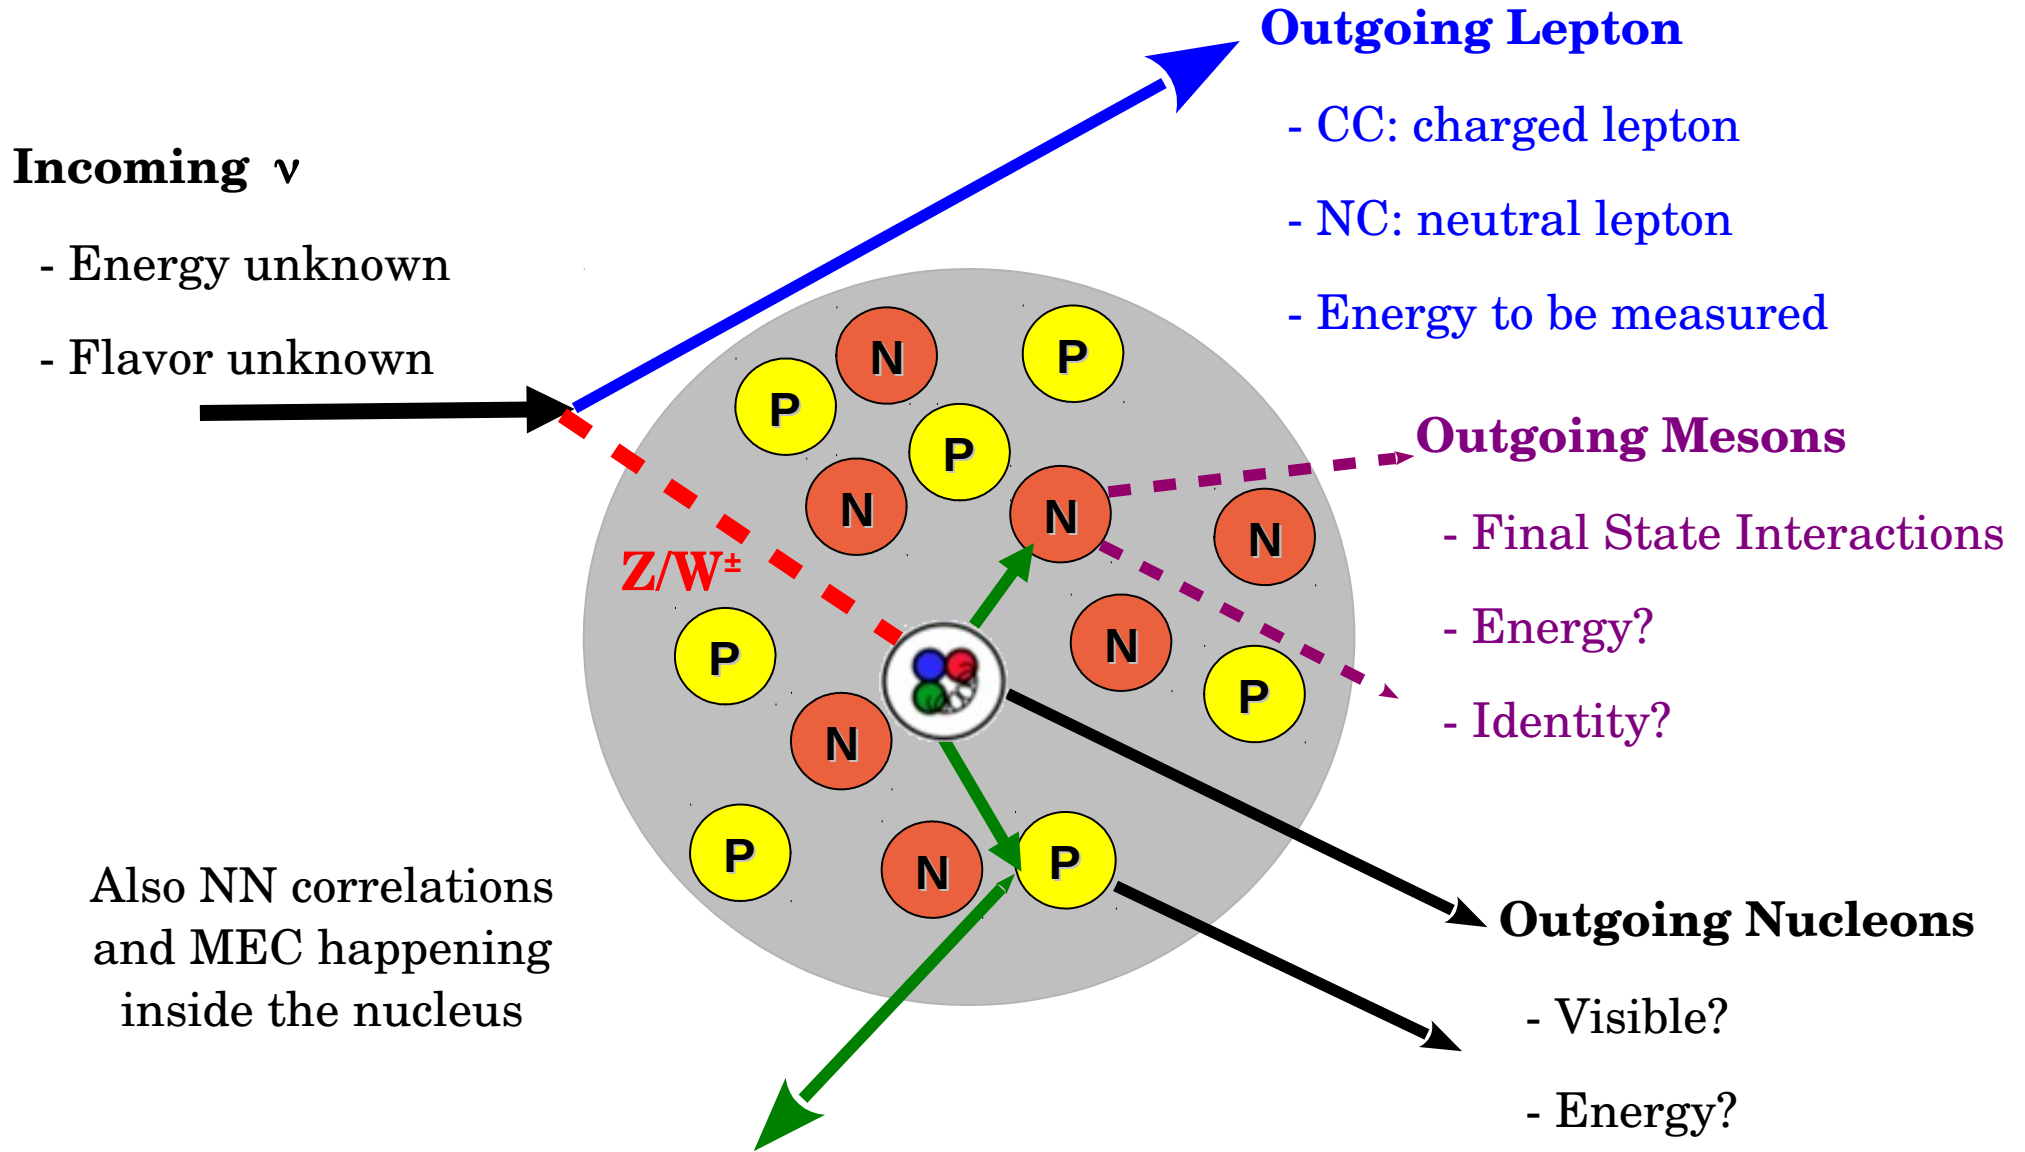 Outgoing Lepton
- CC: charged lepton
- NC: neutral lepton
- Energy to be measured
Incoming ν
- Energy unknown
- Flavor unknown
Z/W±
N
P
P
P
N
N
N
P
N
P
N
P
N
P
Outgoing Mesons
- Final State Interactions
- Energy?
- Identity?
Also NN correlations
and MEC happening
inside the nucleus
Outgoing Nucleons
- Visible?
- Energy?